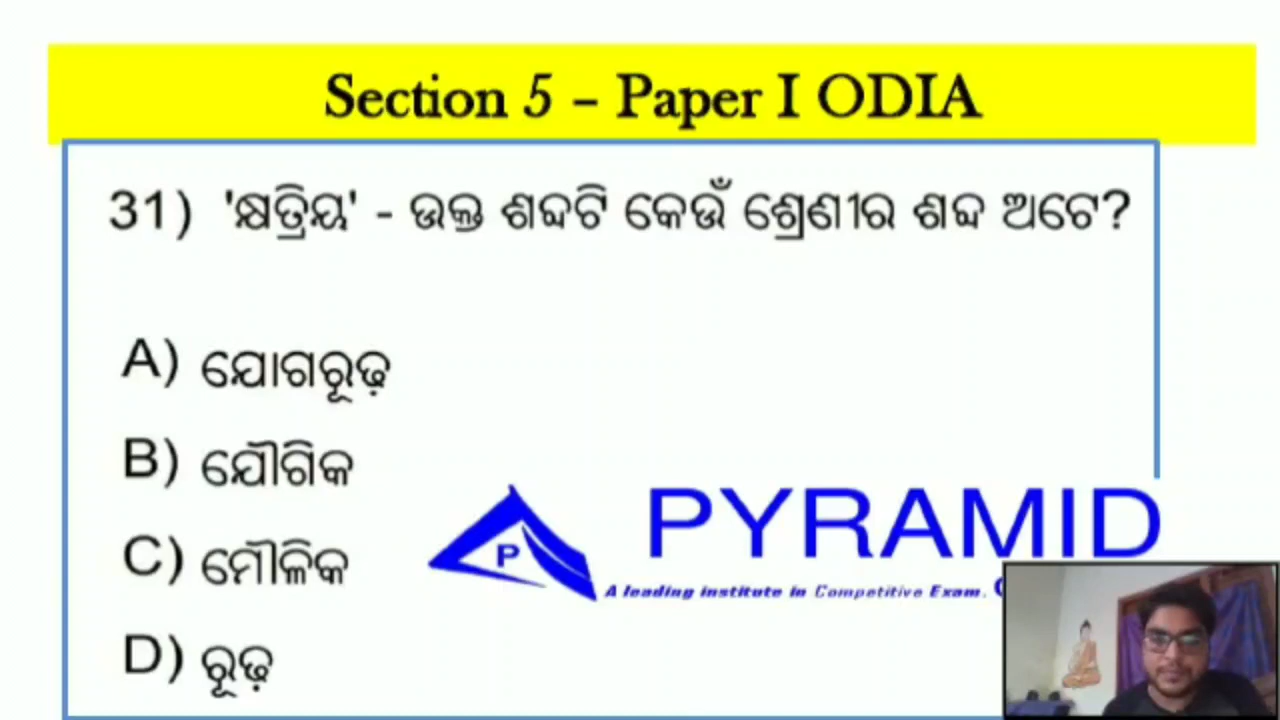 Section 5 – Paper I ODIA
31) 'କ୍ଷତ୍ରିୟ' - ଉକ୍ତ ଶବ୍ଦଟି କେଉଁ ଶ୍ରେଣୀର ଶବ୍ଦ ଅଟେ?
A) ଯୋଗରୂଢ଼
B) ଯୌଗିକ
C) ମୌଳିକ
D) ରୂଢ଼
PYRAMID
P
A leading institute in Competitive Exam.